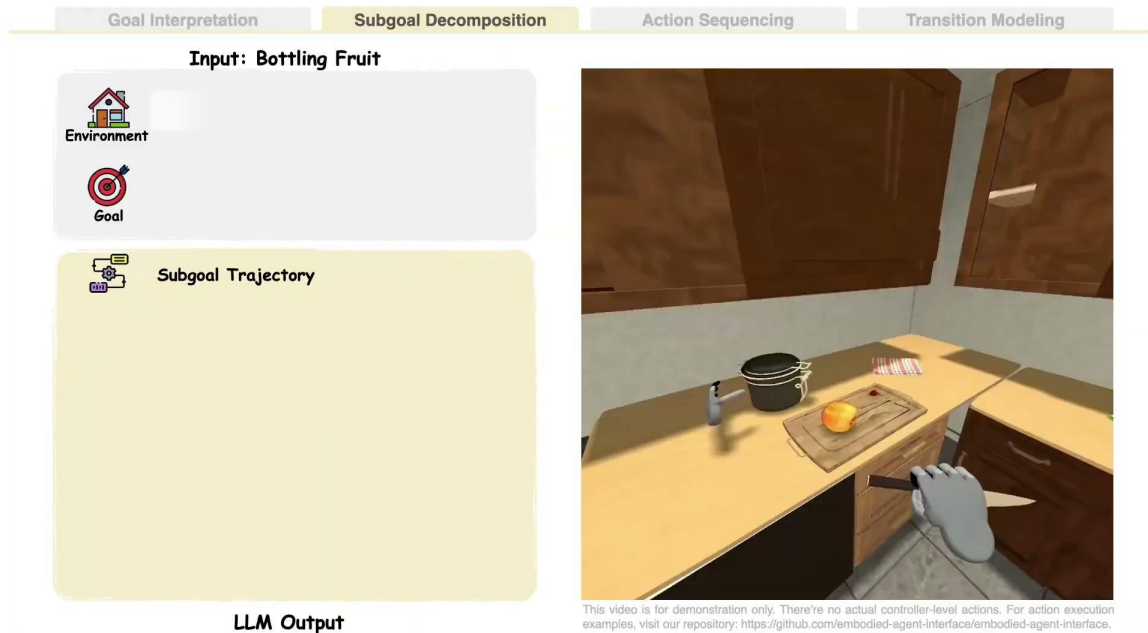 Goal Interpretation
Subgoal Decomposition
Action Sequencing
Transition Modeling
Input: Bottling Fruit
Environment
Goal
Subgoal Trajectory
LLM Output
This video is for demonstration only. There're no actual controller-level actions. For action execution
examples, visit our repository: https://github.com/embodied-agent-interface/embodied-agent-interface.